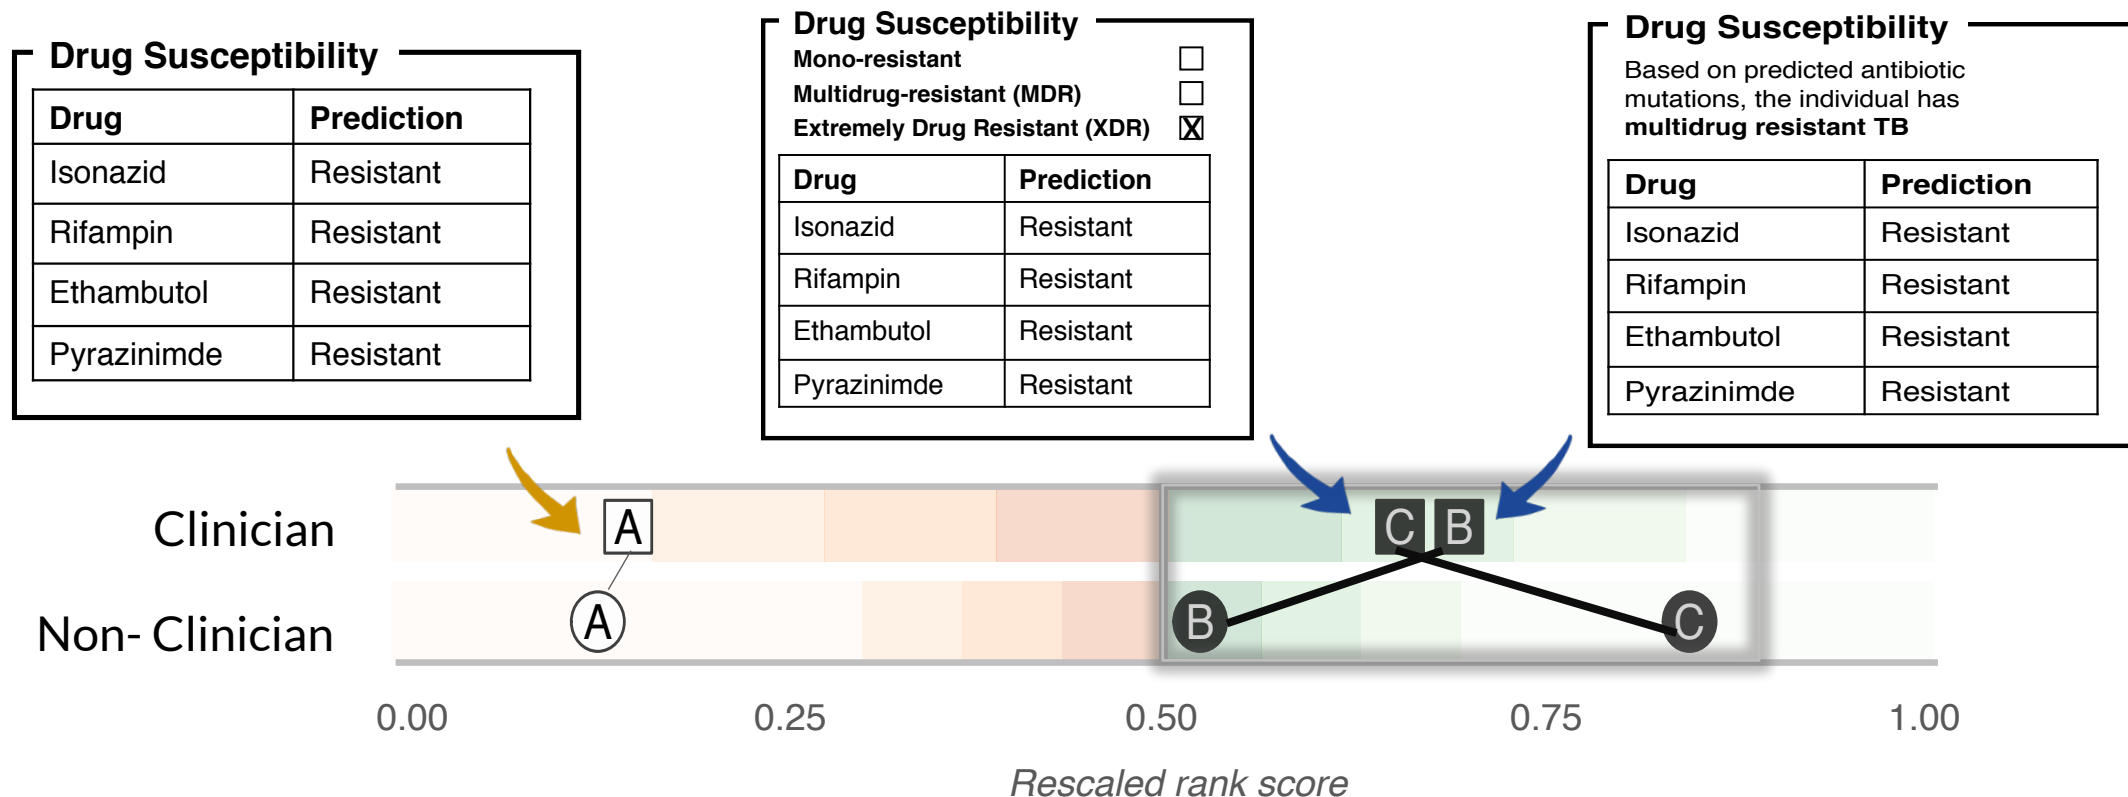 Drug Susceptibility
Drug Prediction
Isonazid Resistant
Rifampin Resistant
Ethambutol Resistant
Pyrazinimde Resistant
Drug Susceptibility
Mono-resistant
Multidrug-resistant (MDR)
Extremely Drug Resistant (XDR) X
Drug Prediction
Isonazid Resistant
Rifampin Resistant
Ethambutol Resistant
Pyrazinimde Resistant
Drug Susceptibility
Based on predicted antibiotic
mutations, the individual has
multidrug resistant TB
Drug Prediction
Isonazid Resistant
Rifampin Resistant
Ethambutol Resistant
Pyrazinimde Resistant
Clinician A C B
Non- Clinician A B C
0.00 0.25 0.50 0.75 1.00
Rescaled rank score